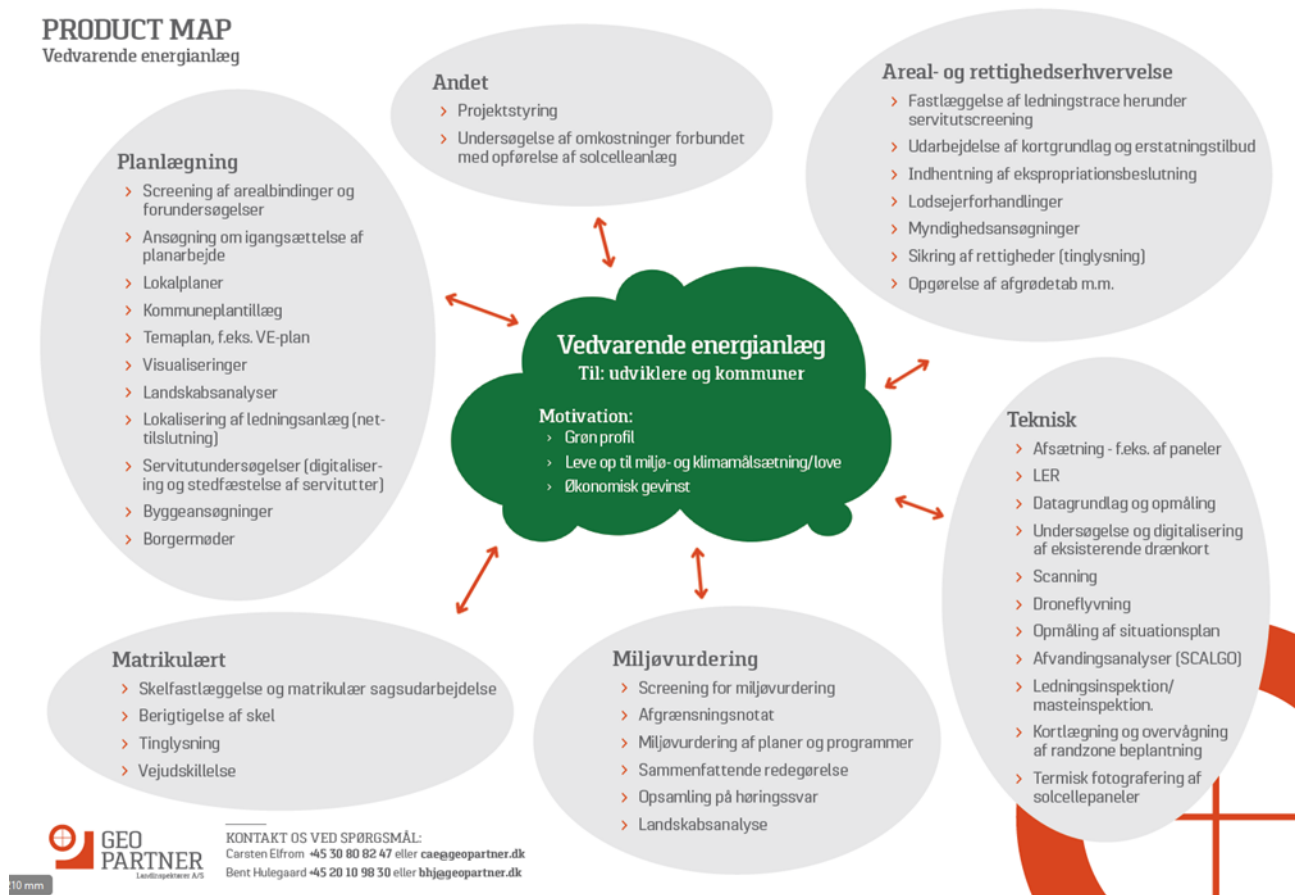 PRODUCT MAP
Vedvarende energianlæg
Andet
Projektstyring
Undersøgelse af omkostninger forbundet
med opførelse af solcelleanlæg
Areal- og rettighedserhvervelse
Fastlæggelse af ledningstrace herunder
servitutscreening
Udarbejdelse af kortgrundlag og erstatningstilbud
Indhentning af ekspropriationsbeslutning
Lodsejerforhandlinger
Myndighedsansøgninger
Sikring af rettigheder (tinglysning)
Opgørelse af afgrødetab m.m.
Planlægning
Screening af arealbindinger og
forundersøgelser
Ansøgning om igangsættelse af
planarbejde
Lokalplaner
Kommuneplantillæg
Temaplan, f.eks. VE-plan
Visualiseringer
Landskabsanalyser
Lokalisering af ledningsanlæg (net-
tilslutning)
Servitutundersøgelser (digitaliser-
ing og stedfæstelse af servitutter)
Byggeansøgninger
Borgermøder
Vedvarende energianlæg
Til: udviklere og kommuner
Motivation:
Grøn profil
Leve op til miljø- og klimamålsætning/love
Økonomisk gevinst
Teknisk
Afsætning - f.eks. af paneler
LER
Datagrundlag og opmåling
Undersøgelse og digitalisering
af eksisterende drænkort
Scanning
Droneflyvning
Opmåling af situationsplan
Afvandingsanalyser (SCALGO)
Ledningsinspektion/
masteinspektion.
Kortlægning og overvågning
af randzone beplantning
Termisk fotografering af
solcellepaneler
Matrikulært
Skelfastlæggelse og matrikulær sagsudarbejdelse
Berigtigelse af skel
Tinglysning
Vejudskillelse
Miljøvurdering
Screening for miljøvurdering
Afgrænsningsnotat
Miljøvurdering af planer og programmer
Sammenfattende redegørelse
Opsamling på høringssvar
Landskabsanalyse
GEO
PARTNER
Landinspektører A/S
KONTAKT OS VED SPØRGSMÅL:
Carsten Elfrom +45 30 80 82 47 eller cae@geopartner.dk
Bent Hulegaard +45 20 10 98 30 eller bhj@geopartner.dk
210 mm